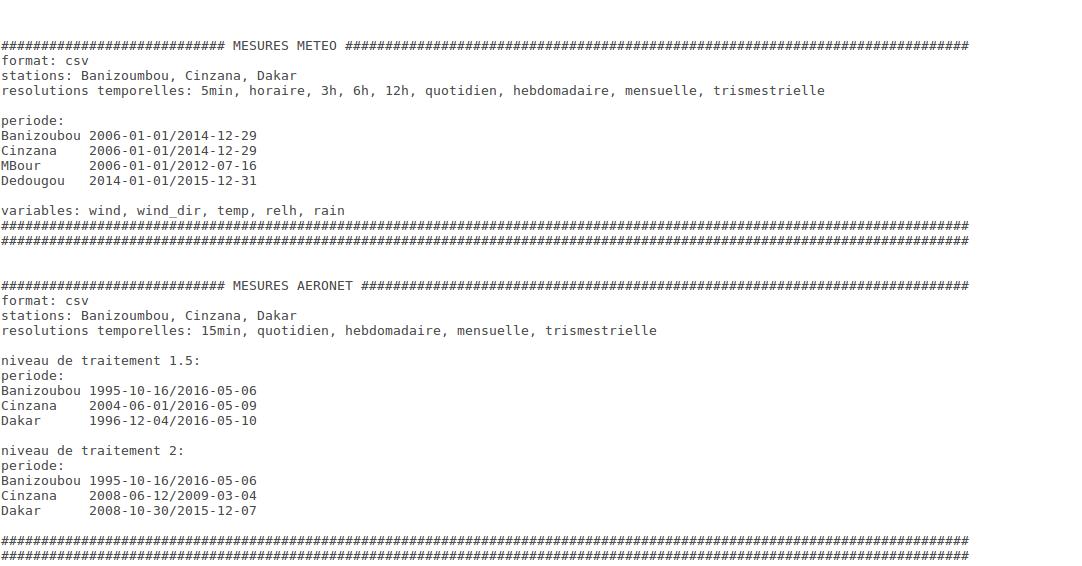 ############################ MESURES METEO ##############################################################################
format: csv
stations: Banizoumbou, Cinzana, Dakar
resolutions temporelles: 5min, horaire, 3h, 6h, 12h, quotidien, hebdomadaire, mensuelle, trismestrielle
periode:
Banizoubou 2006-01-01/2014-12-29
Cinzana    2006-01-01/2014-12-29
MBour      2006-01-01/2012-07-16
Dedougou   2014-01-01/2015-12-31
variables: wind, wind_dir, temp, relh, rain
#########################################################################################################################
#########################################################################################################################
############################ MESURES AERONET ############################################################################
format: csv
stations: Banizoumbou, Cinzana, Dakar
resolutions temporelles: 15min, quotidien, hebdomadaire, mensuelle, trismestrielle
niveau de traitement 1.5:
periode:
Banizoubou 1995-10-16/2016-05-06
Cinzana    2004-06-01/2016-05-09
Dakar      1996-12-04/2016-05-10
niveau de traitement 2:
periode:
Banizoubou 1995-10-16/2016-05-06
Cinzana    2008-06-12/2009-03-04
Dakar      2008-10-30/2015-12-07
#########################################################################################################################
#########################################################################################################################